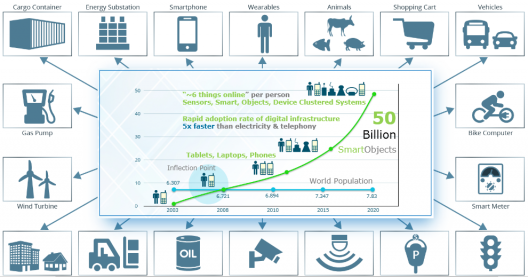 Cargo Container
Energy Substation
Smartphone
Wearables
Animals
Shopping Cart
Vehicles
"~6 things online" per person
Sensors, Smart, Objects, Device Clustered Systems
Rapid adoption rate of digital infrastructure
5x faster than electricity & telephony
50
Billion
SmartObjects
Tablets, Laptops, Phones
Inflection Point
World Population
50
40
30
20
10
0
6.307
6.721
6.894
7.347
7.83
2003
2008
2010
2015
2020
Gas Pump
Bike Computer
Wind Turbine
Smart Meter
OIL
P